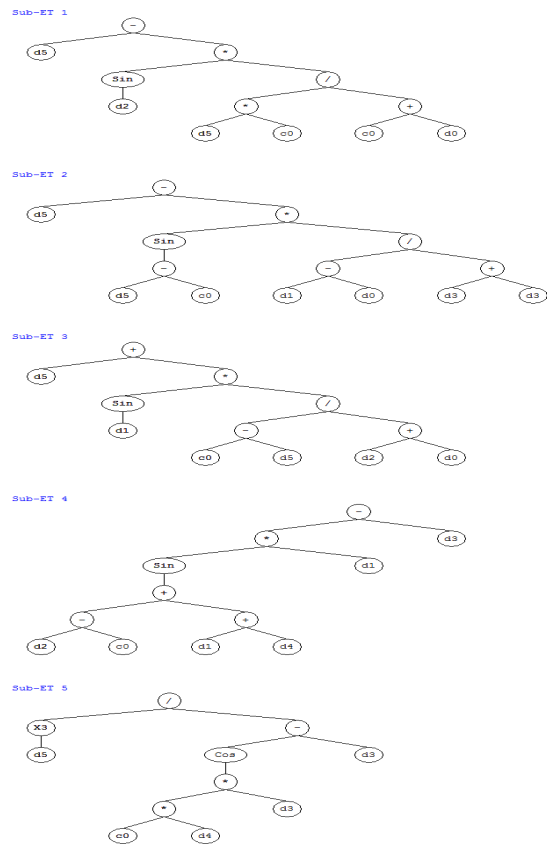 Sub-ET 1
-
d5 *
Sin /
d2 * +
d5 c0 c0 d0
Sub-ET 2
-
d5 *
Sin /
- - +
d5 c0 d1 d0 d3 d3
Sub-ET 3
+
d5 *
Sin /
d1 - +
c0 d5 d2 d0
Sub-ET 4
-
* d3
Sin d1
+
- +
d2 c0 d1 d4
Sub-ET 5
/
X3 -
d5 Cos d3
*
* d3
c0 d4